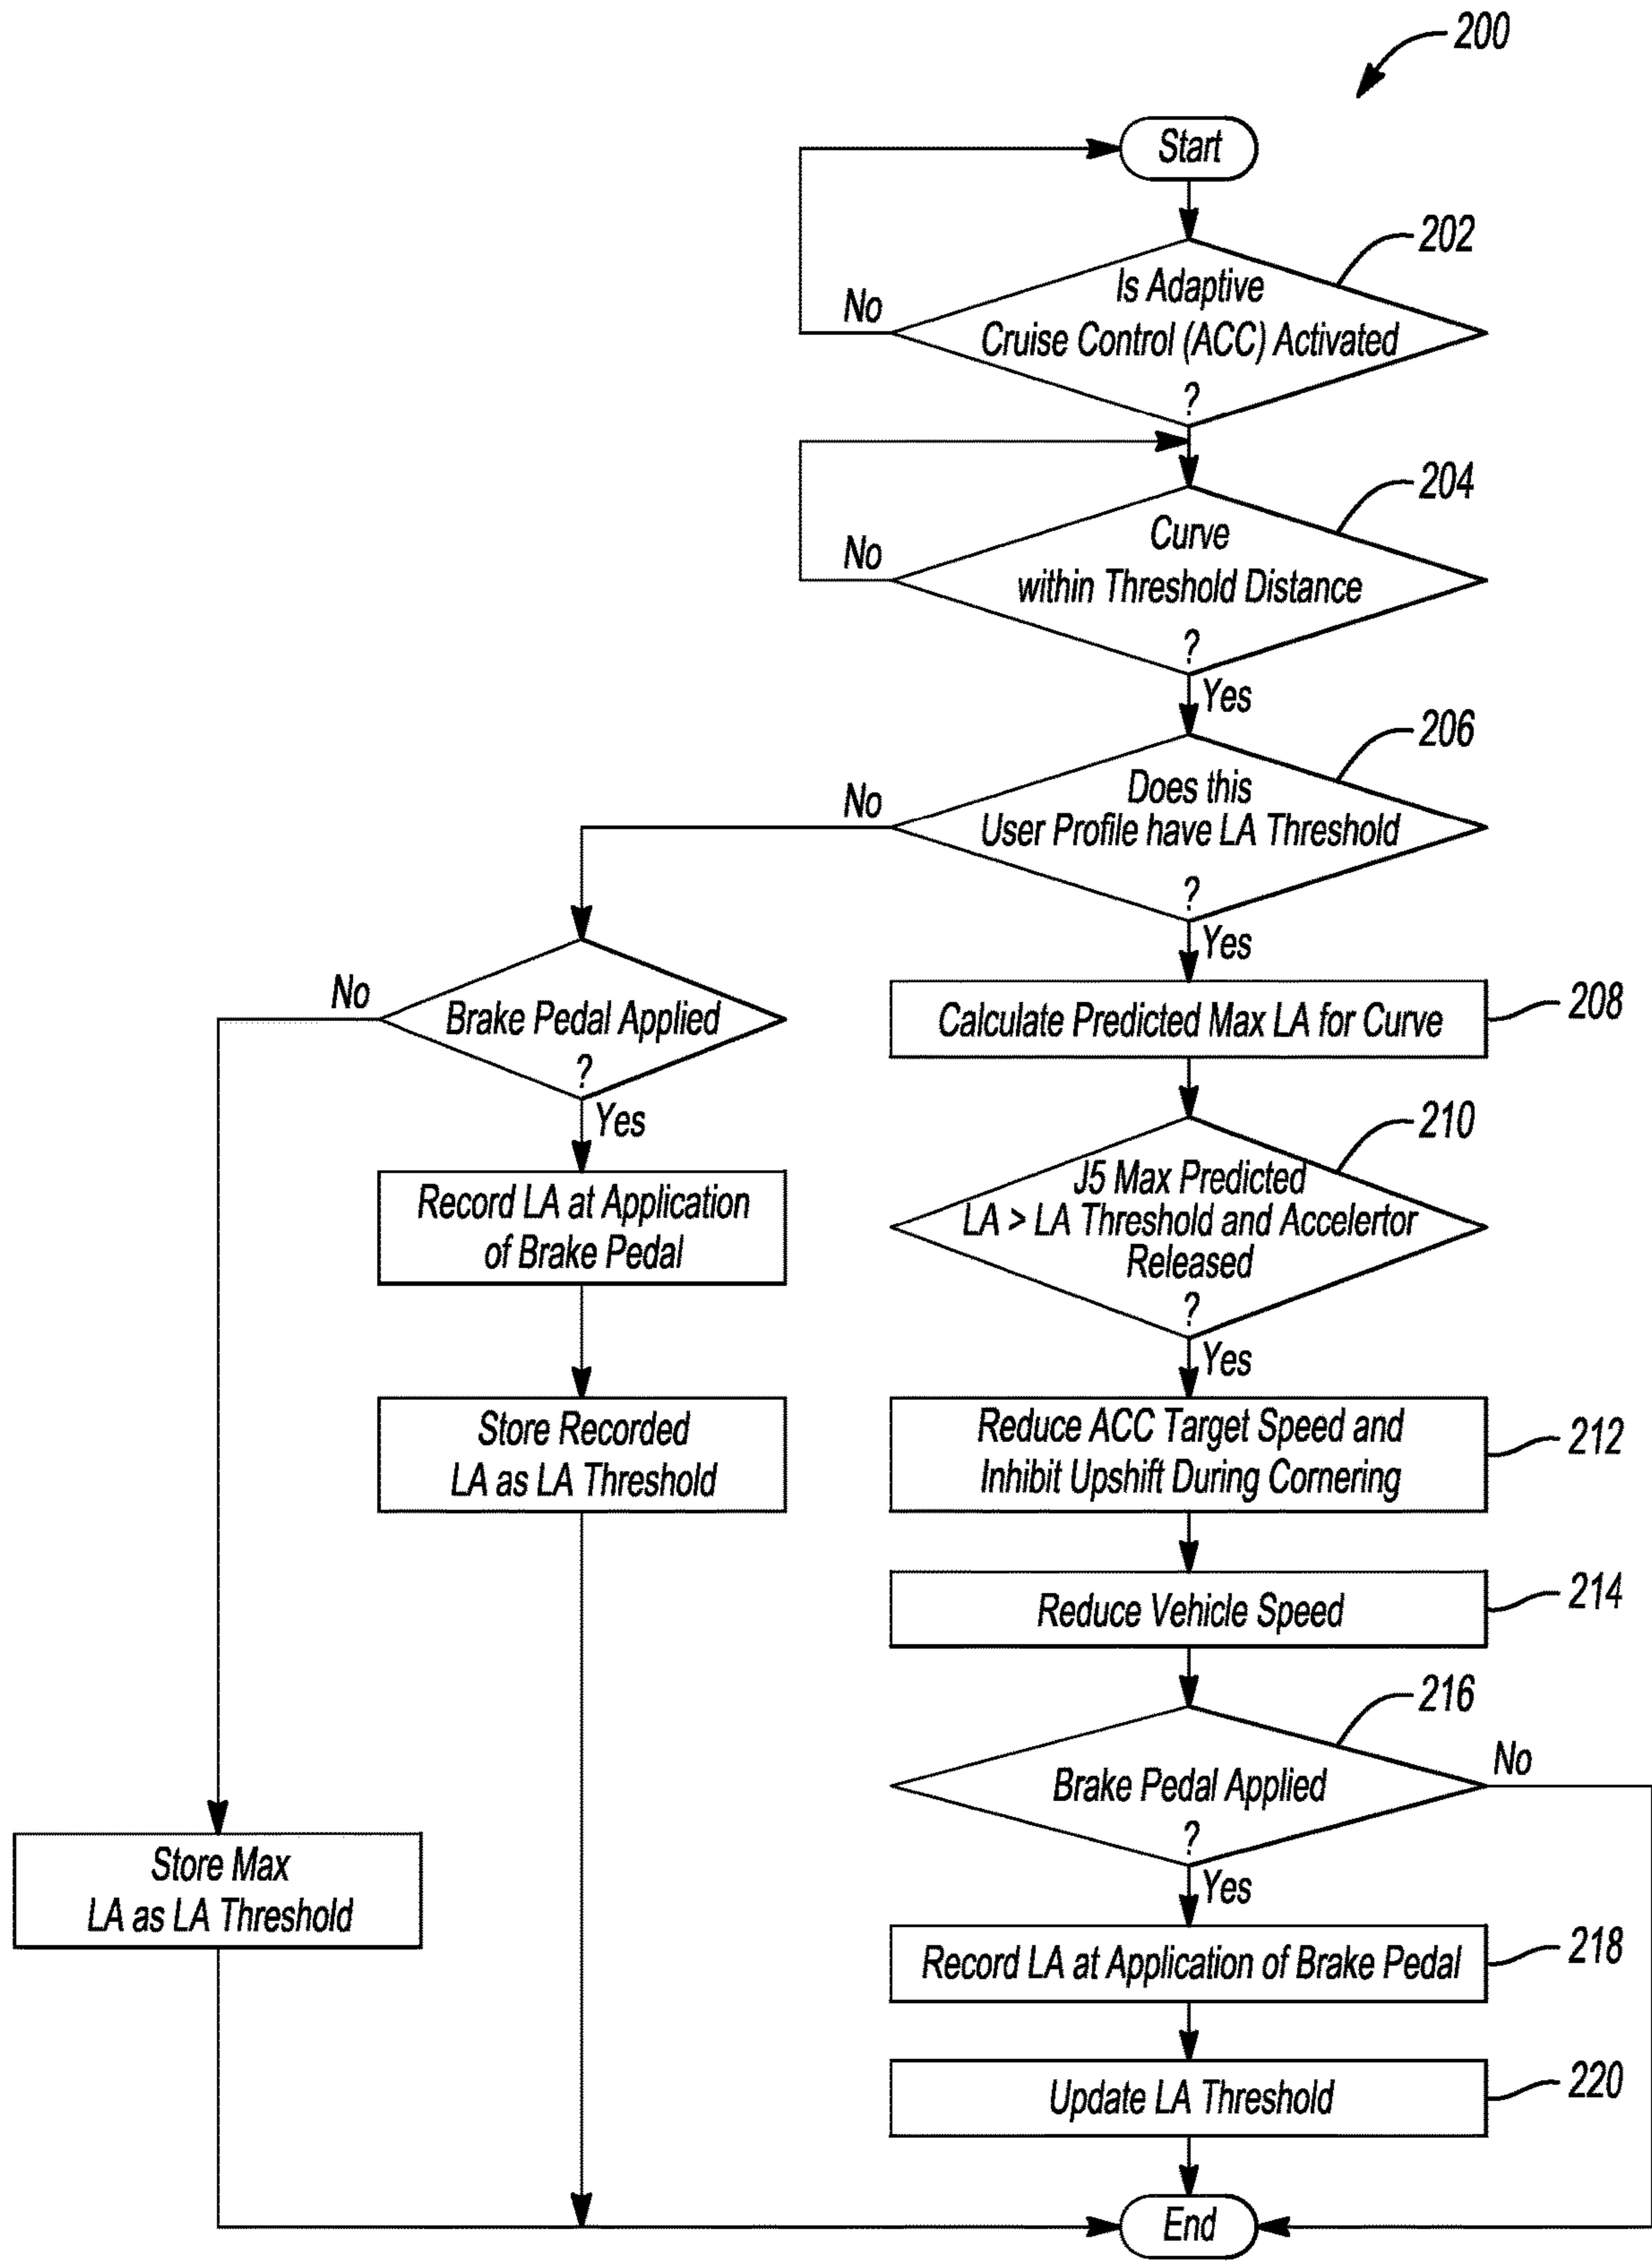 200
Start
202
Is Adaptive
Cruise Control (ACC) Activated
?
No
204
Curve
within Threshold Distance
?
No
Yes
206
Does this
User Profile have LA Threshold
?
No
Yes
Brake Pedal Applied
?
No
Yes
Record LA at Application
of Brake Pedal
Store Recorded
LA as LA Threshold
Store Max
LA as LA Threshold
Calculate Predicted Max LA for Curve
208
210
J5 Max Predicted
LA > LA Threshold and Accelertor
Released
?
Yes
Reduce ACC Target Speed and
Inhibit Upshift During Cornering
212
Reduce Vehicle Speed
214
216
Brake Pedal Applied
?
No
Yes
Record LA at Application of Brake Pedal
218
Update LA Threshold
220
End